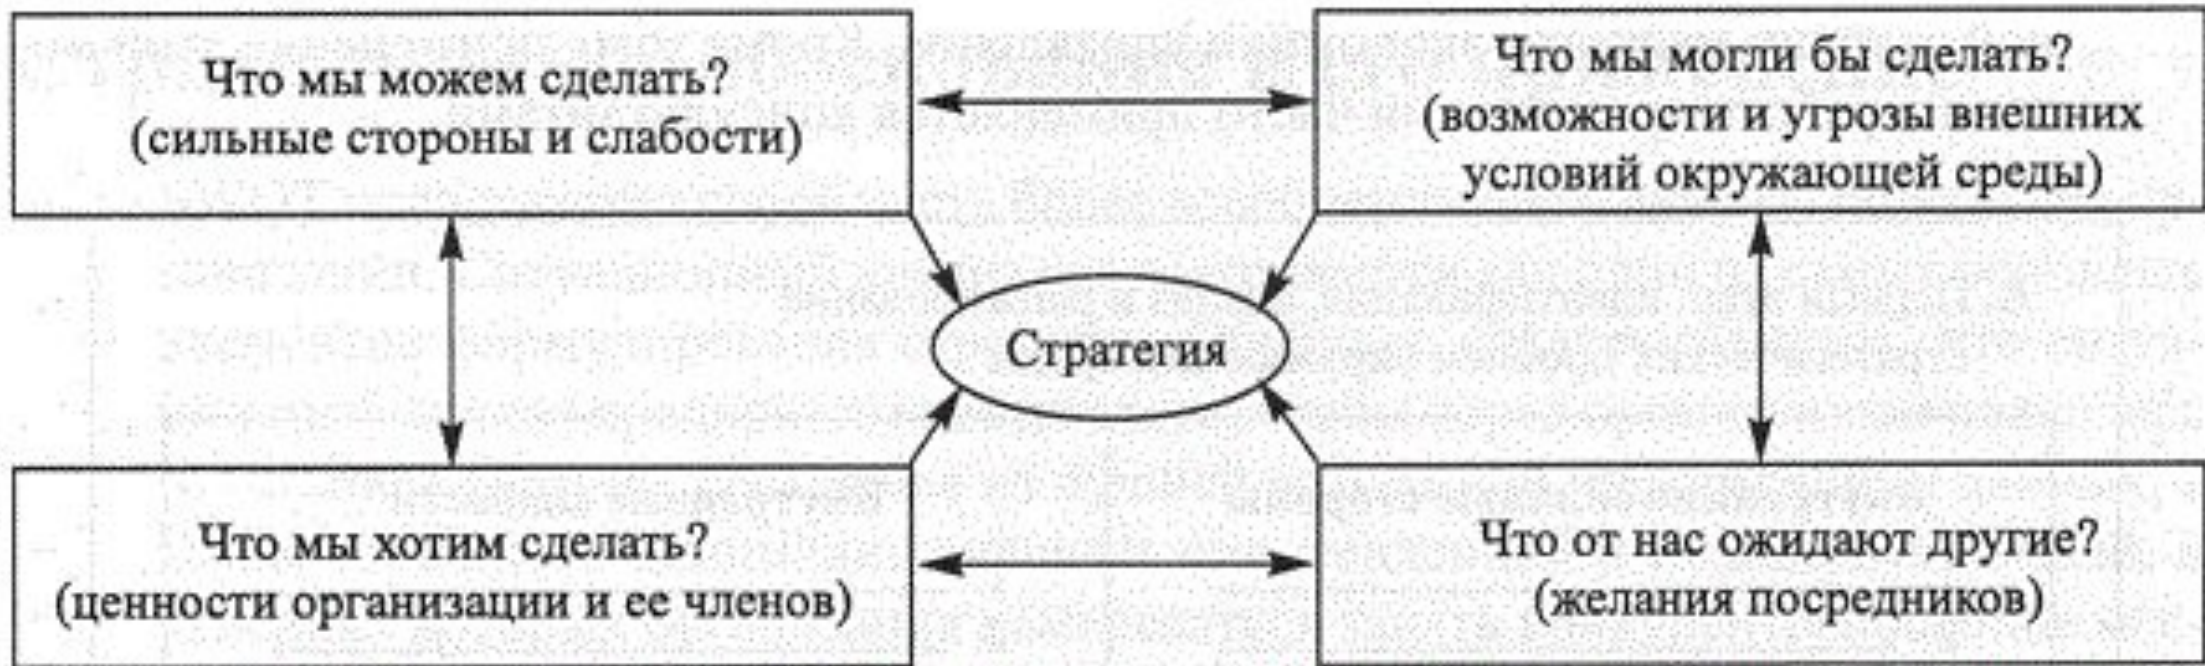 Что мы можем сделать?
(сильные стороны и слабости)
Что мы могли бы сделать?
(возможности и угрозы внешних
условий окружающей среды)
Стратегия
Что мы хотим сделать?
(ценности организации и ее членов)
Что от нас ожидают другие?
(желания посредников)